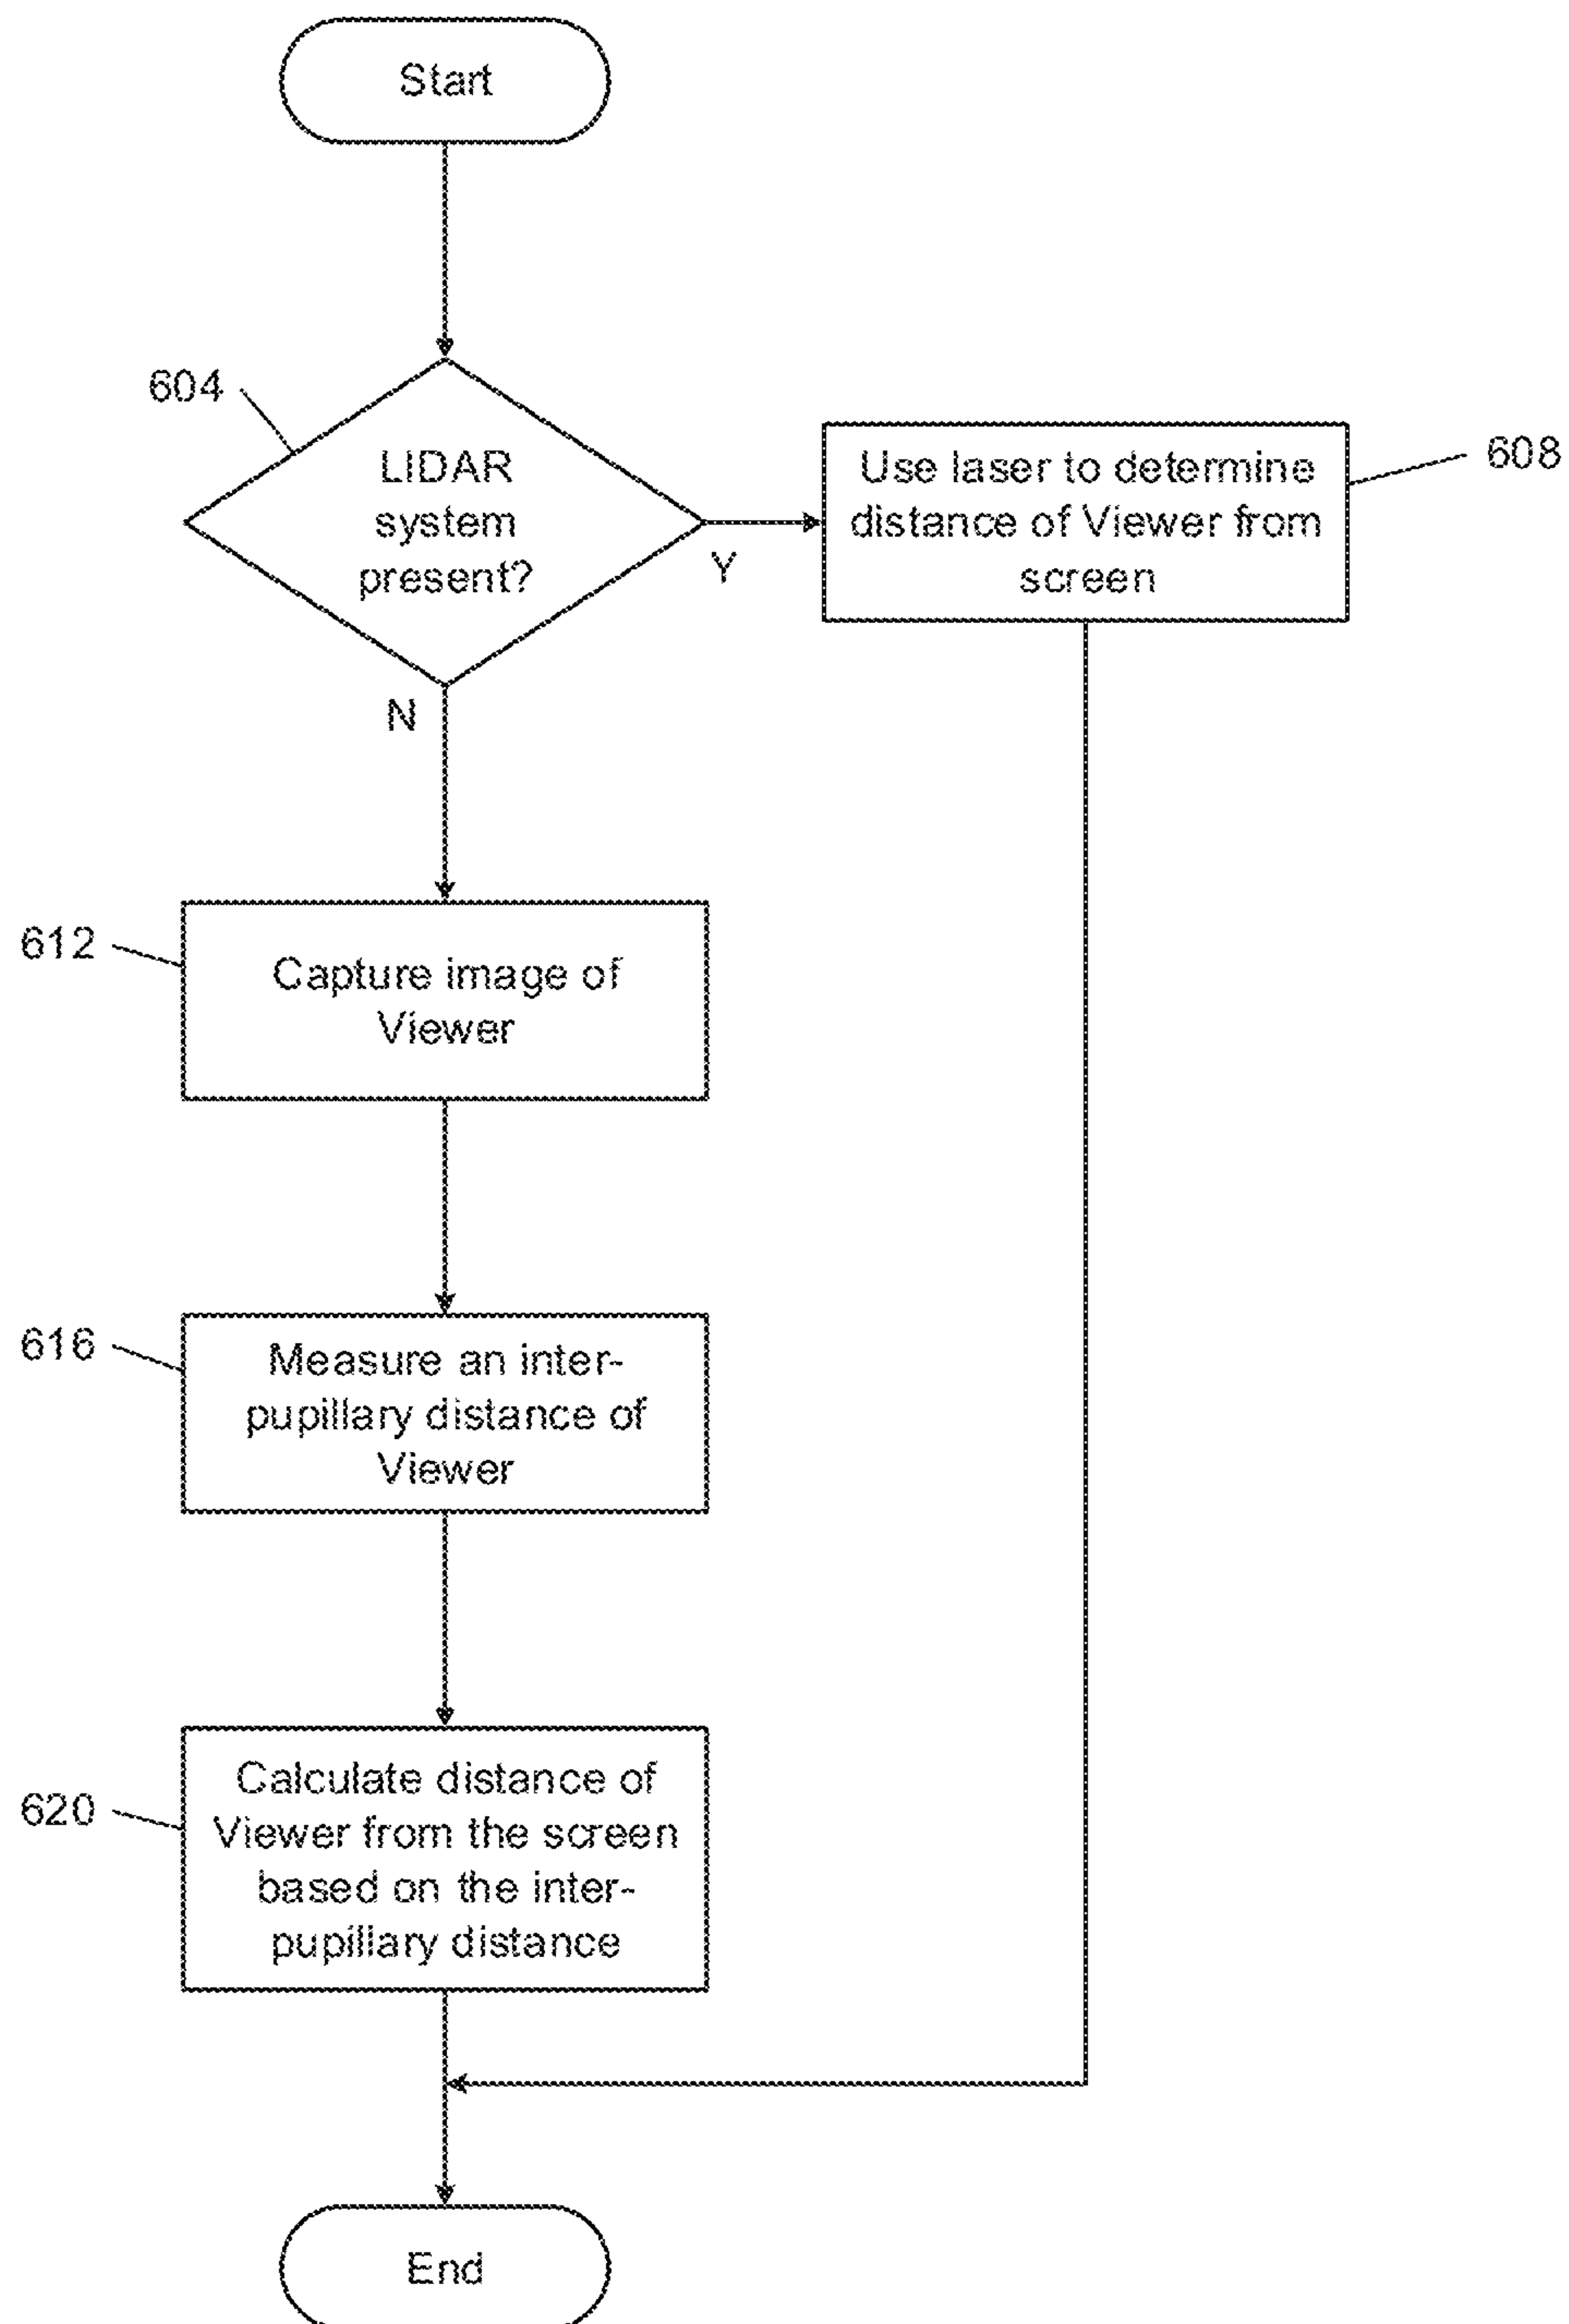 Start
604
LIDAR
system
present?
Y
N
Use laser to determine
distance of Viewer from
screen
608
612
Capture image of
Viewer
616
Measure an inter-
pupillary distance of
Viewer
620
Calculate distance of
Viewer from the screen
based on the inter-
pupillary distance
End